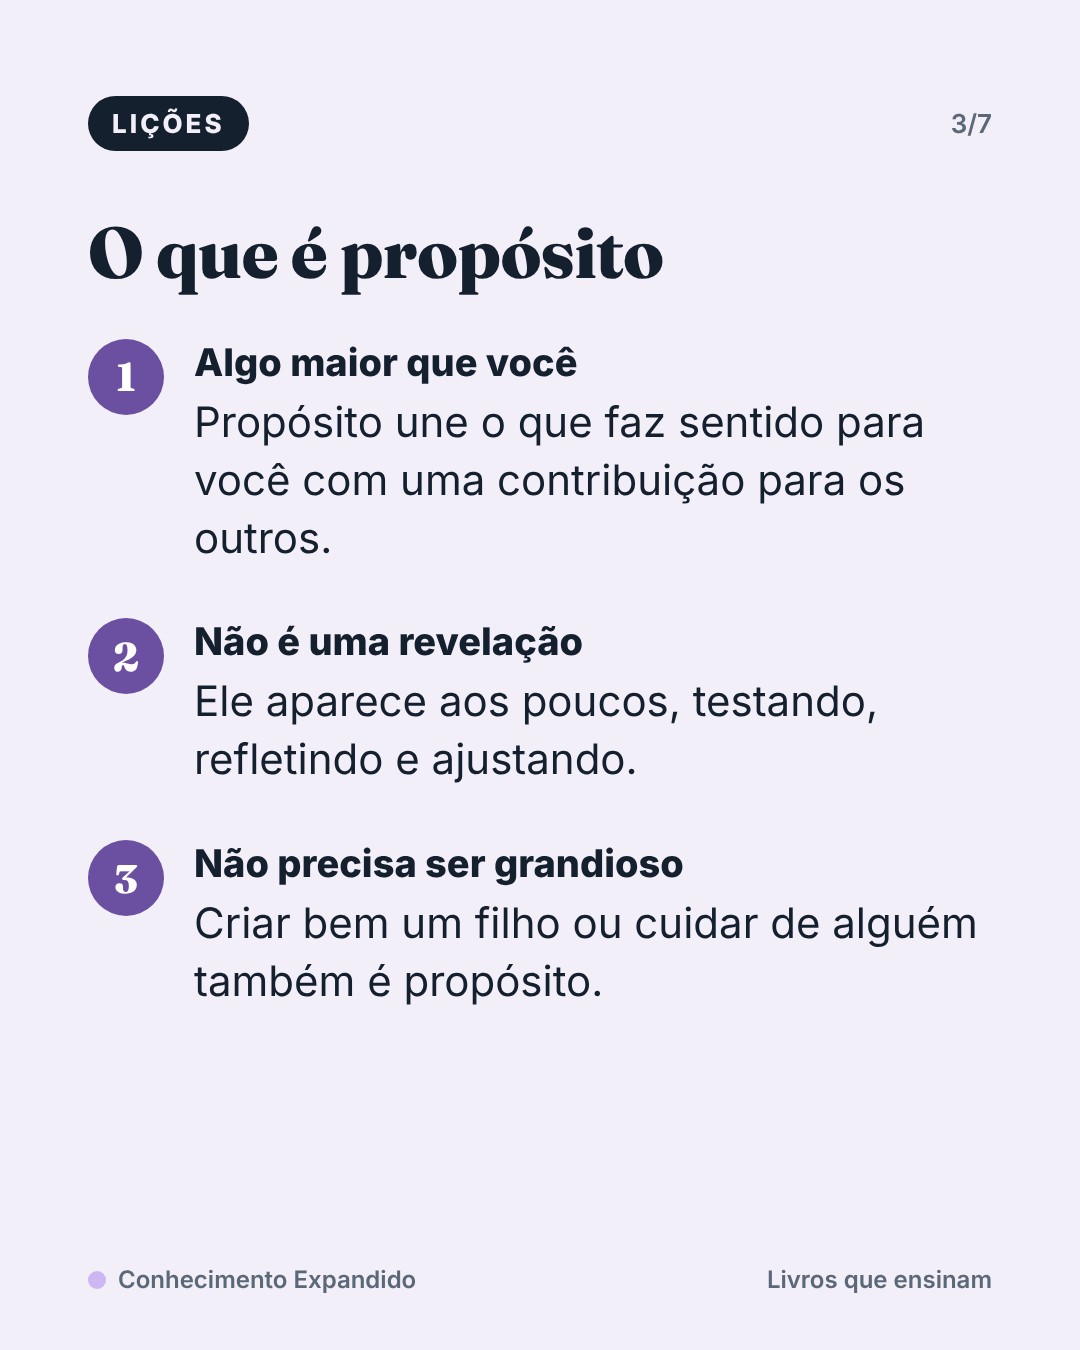 LIÇÕES
3/7
O que é propósito
1
Algo maior que você
Propósito une o que faz sentido para
você com uma contribuição para os
outros.
2
Não é uma revelação
Ele aparece aos poucos, testando,
refletindo e ajustando.
3
Não precisa ser grandioso
Criar bem um filho ou cuidar de alguém
também é propósito.
Conhecimento Expandido
Livros que ensinam